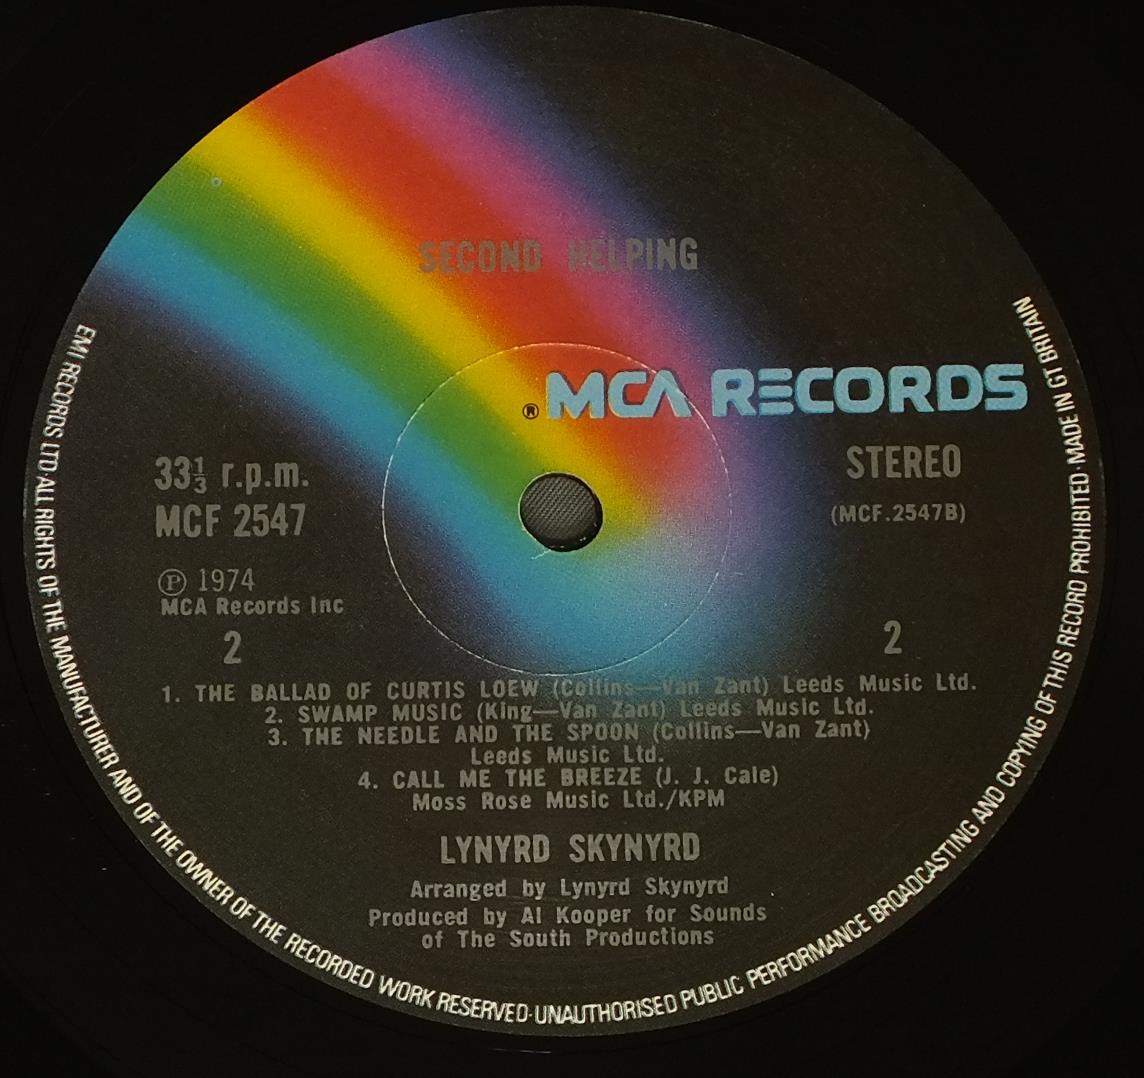 SECOND HELPING
® MCA RECORDS
33⅓ r.p.m.
STEREO
MCF 2547
(MCF.2547B)
Ⓟ 1974
MCA Records Inc
2
2
1. THE BALLAD OF CURTIS LOEW (Collins—Van Zant) Leeds Music Ltd.
2. SWAMP MUSIC (King—Van Zant) Leeds Music Ltd.
3. THE NEEDLE AND THE SPOON (Collins—Van Zant)
Leeds Music Ltd.
4. CALL ME THE BREEZE (J. J. Cale)
Moss Rose Music Ltd./KPM
LYNYRD SKYNYRD
Arranged by Lynyrd Skynyrd
Produced by Al Kooper for Sounds
of The South Productions
EMI RECORDS LTD·ALL RIGHTS OF THE MANUFACTURER AND OF THE OWNER OF THE RECORDED WORK RESERVED·UNAUTHORISED PUBLIC PERFORMANCE BROADCASTING AND COPYING OF THIS RECORD PROHIBITED·MADE IN GT BRITAIN